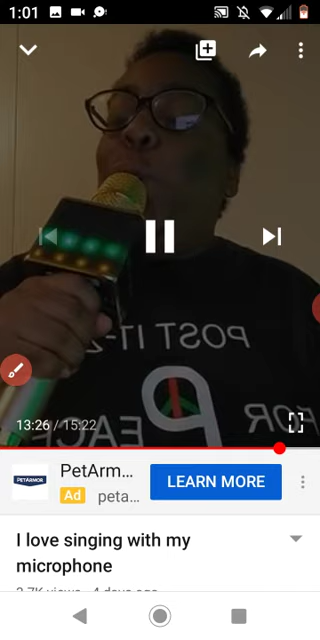 1:01
POST IT-2
P
FOR
PEACE
13:26 / 15:22
PETARMOR
PetArm...
Ad peta...
LEARN MORE
I love singing with my
microphone